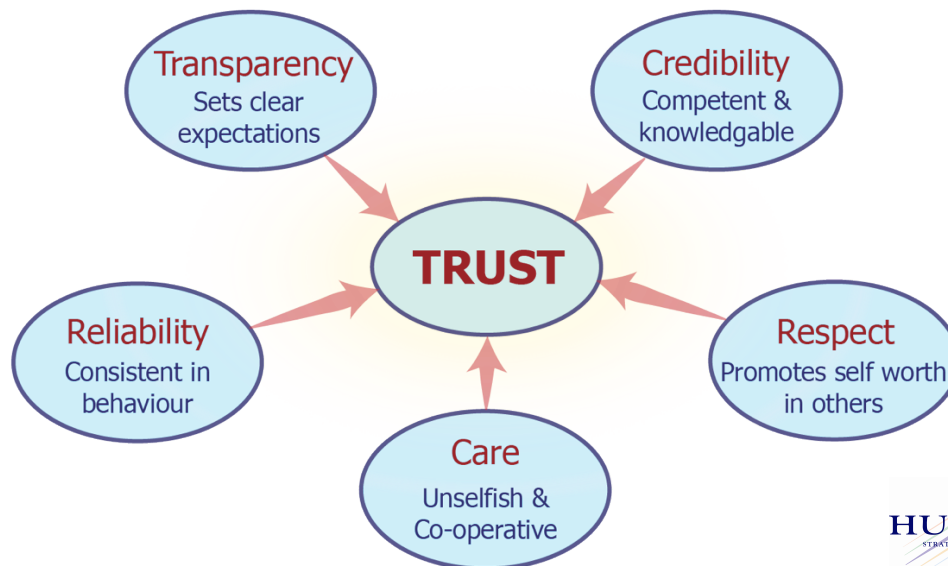 Transparency
Sets clear
expectations
Credibility
Competent &
knowledgable
TRUST
Reliability
Consistent in
behaviour
Respect
Promotes self worth
in others
Care
Unselfish &
Co-operative